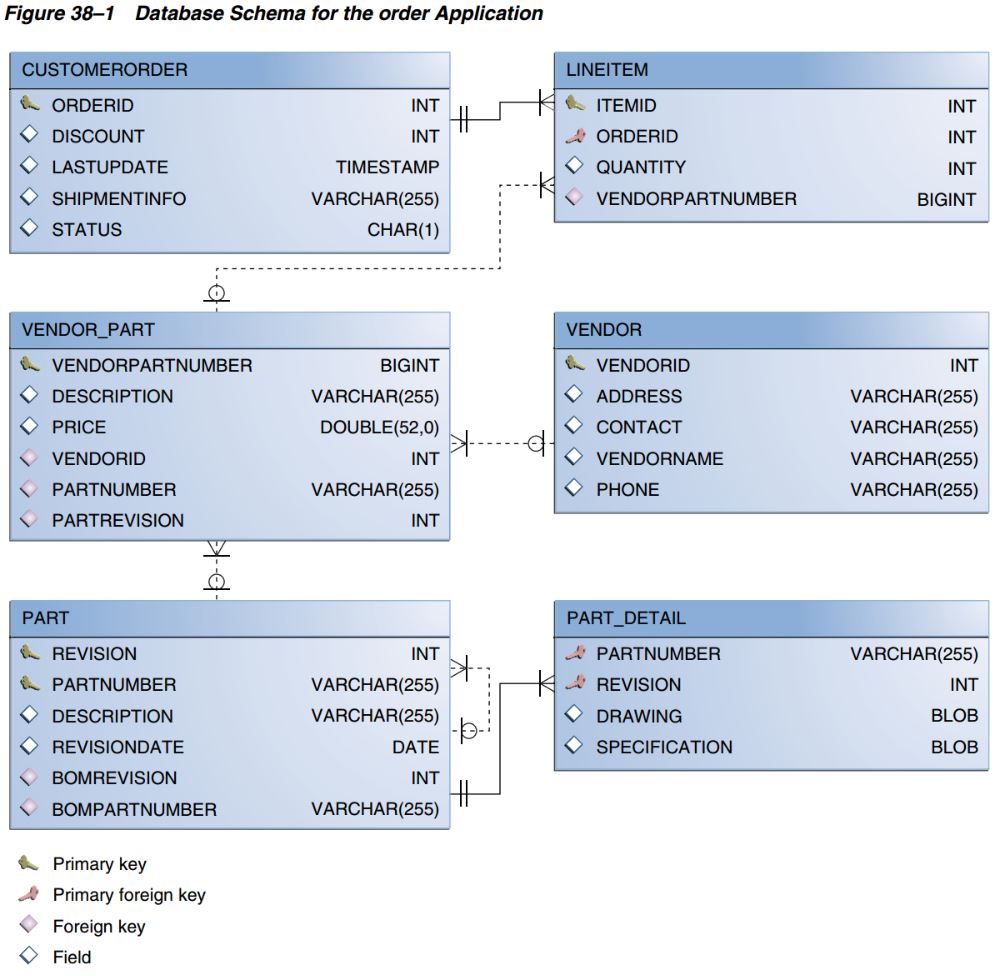 Figure 38–1 Database Schema for the order Application
CUSTOMERORDER
ORDERID INT
DISCOUNT INT
LASTUPDATE TIMESTAMP
SHIPMENTINFO VARCHAR(255)
STATUS CHAR(1)
LINEITEM
ITEMID INT
ORDERID INT
QUANTITY INT
VENDORPARTNUMBER BIGINT
VENDOR_PART
VENDORPARTNUMBER BIGINT
DESCRIPTION VARCHAR(255)
PRICE DOUBLE(52,0)
VENDORID INT
PARTNUMBER VARCHAR(255)
PARTREVISION INT
VENDOR
VENDORID INT
ADDRESS VARCHAR(255)
CONTACT VARCHAR(255)
VENDORNAME VARCHAR(255)
PHONE VARCHAR(255)
PART
REVISION INT
PARTNUMBER VARCHAR(255)
DESCRIPTION VARCHAR(255)
REVISIONDATE DATE
BOMREVISION INT
BOMPARTNUMBER VARCHAR(255)
PART_DETAIL
PARTNUMBER VARCHAR(255)
REVISION INT
DRAWING BLOB
SPECIFICATION BLOB
Primary key
Primary foreign key
Foreign key
Field